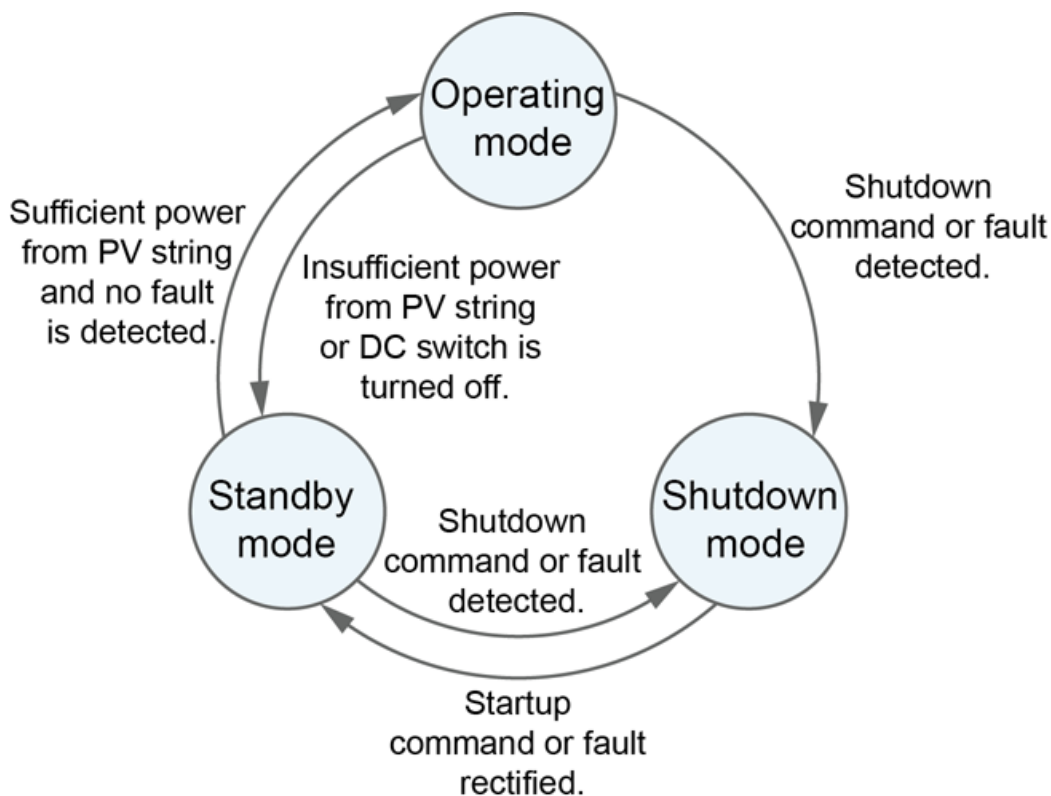 Operating
mode
Shutdown
command or fault
detected.
Sufficient power
from PV string
and no fault
is detected.
Insufficient power
from PV string
or DC switch is
turned off.
Standby
mode
Shutdown
command or fault
detected.
Shutdown
mode
Startup
command or fault
rectified.